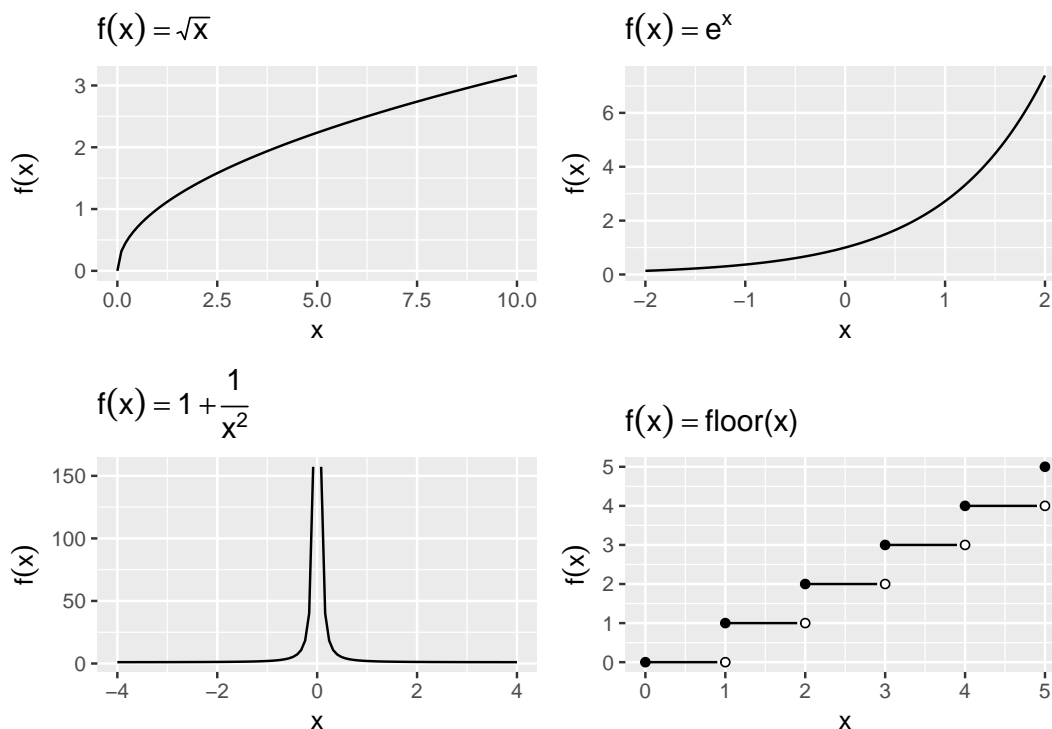 f(x) = √x
3
2
1
0
f(x)
0.0 2.5 5.0 7.5 10.0
x
f(x) = eˣ
6
4
2
0
f(x)
−2 −1 0 1 2
x
f(x) = 1 + 1/x²
150
100
50
0
f(x)
−4 −2 0 2 4
x
f(x) = floor(x)
5
4
3
2
1
0
f(x)
0 1 2 3 4 5
x